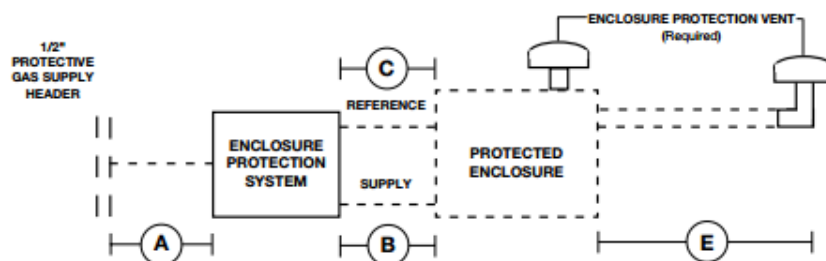 1/2"
PROTECTIVE
GAS SUPPLY
HEADER
ENCLOSURE PROTECTION VENT
(Required)
C
REFERENCE
ENCLOSURE
PROTECTION
SYSTEM
PROTECTED
ENCLOSURE
SUPPLY
A
B
E